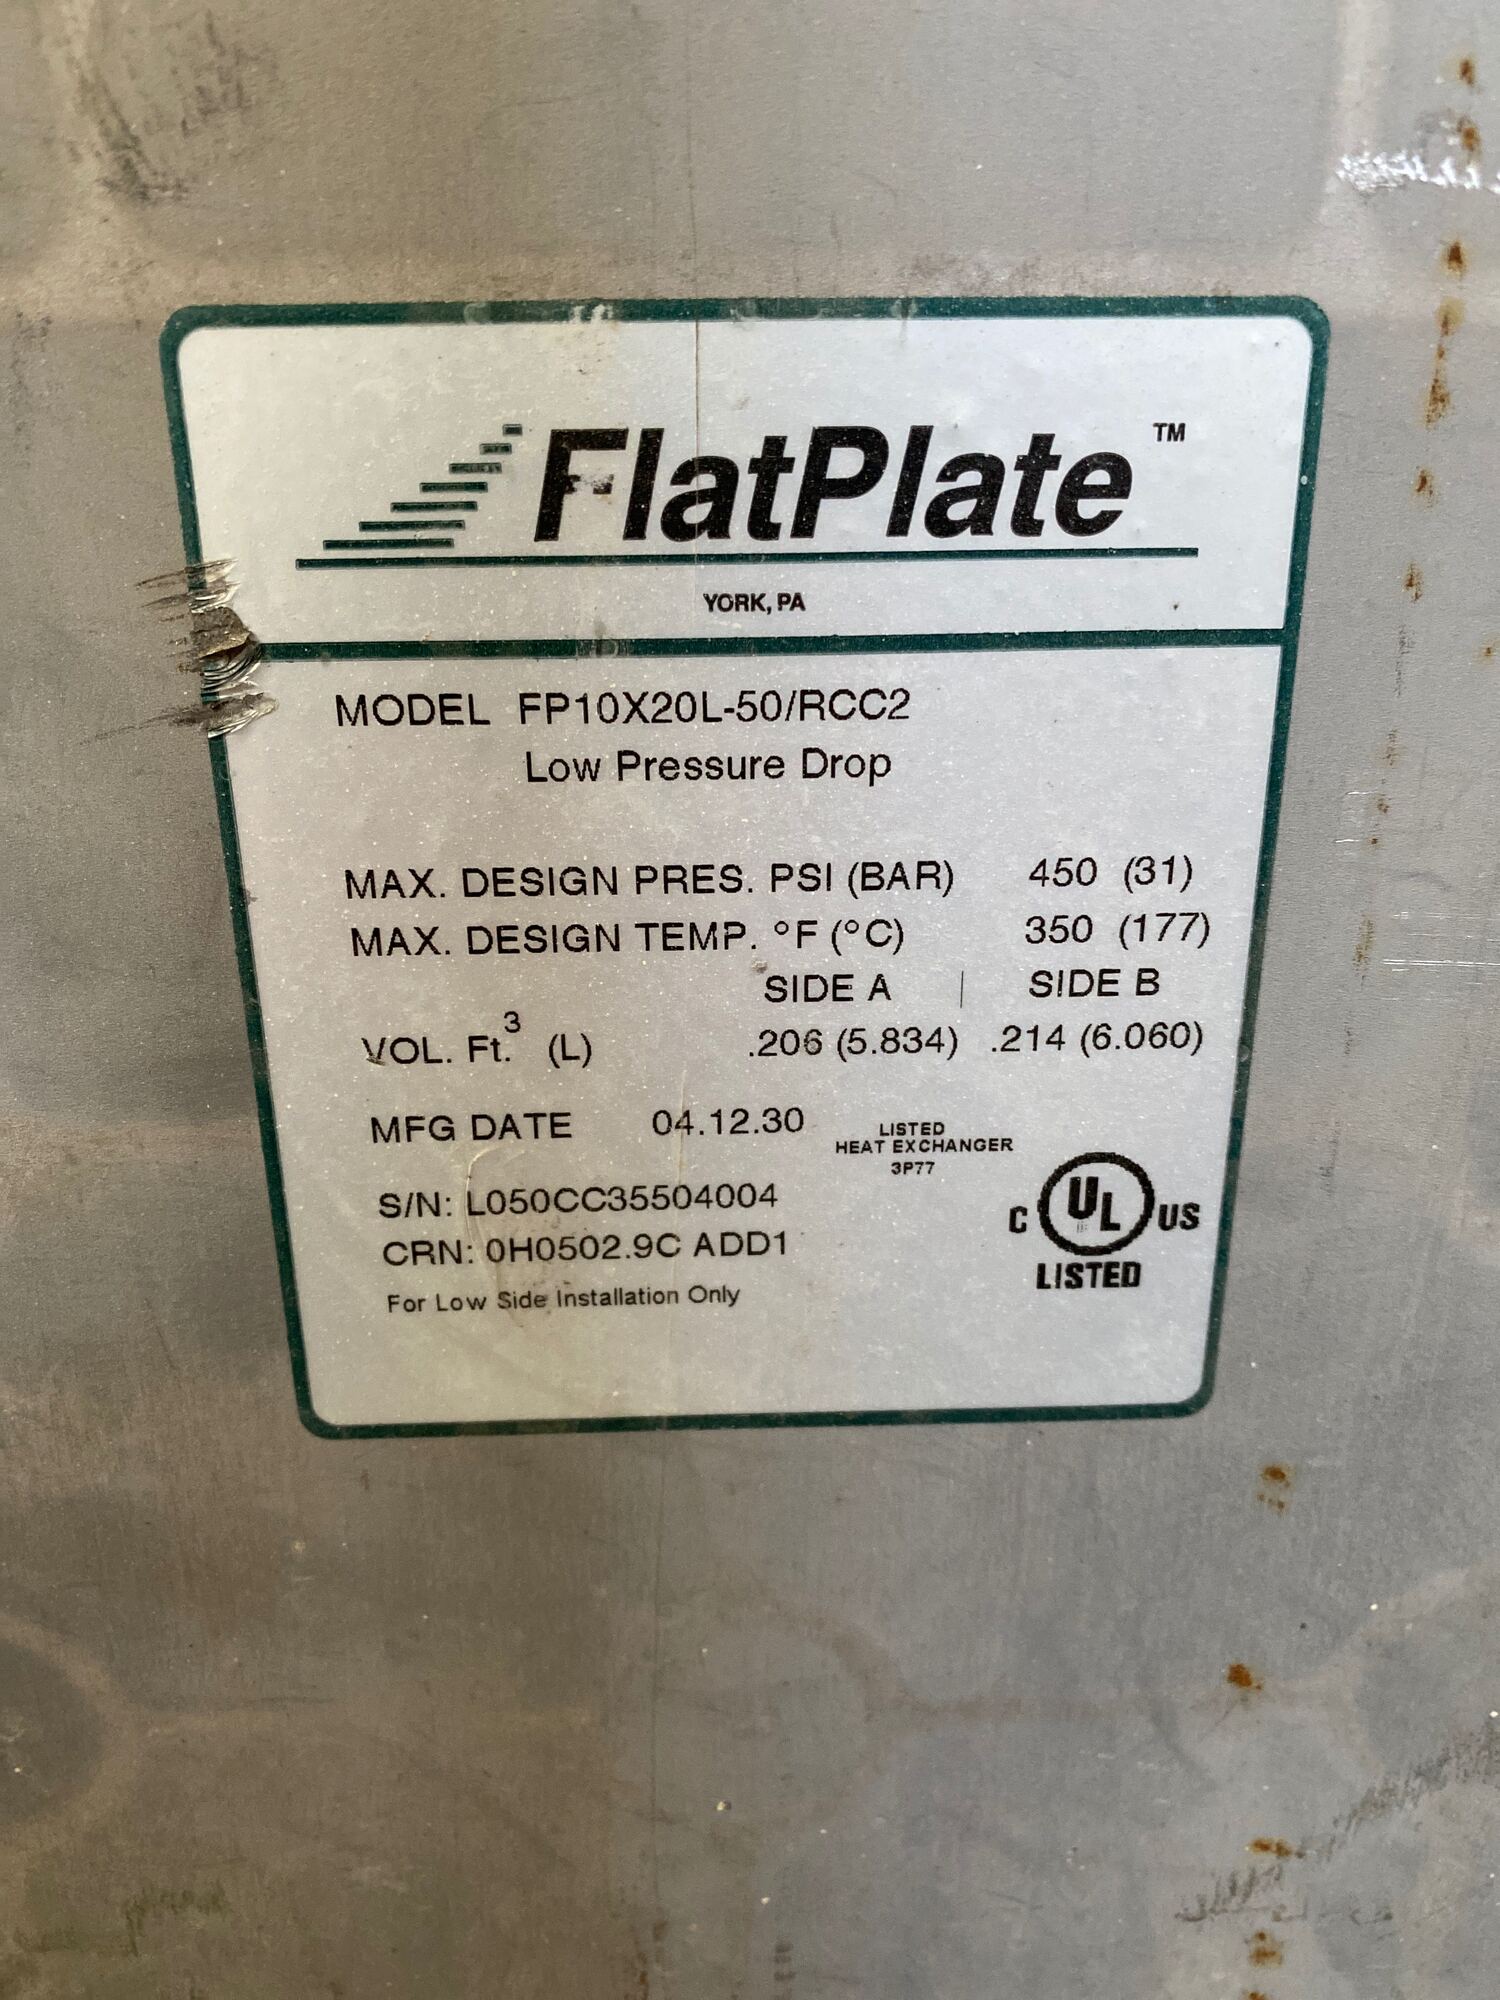 FlatPlate™
YORK, PA
MODEL FP10X20L-50/RCC2
Low Pressure Drop
MAX. DESIGN PRES. PSI (BAR) 450 (31)
MAX. DESIGN TEMP. °F (°C) 350 (177)
SIDE A | SIDE B
VOL. Ft.³ (L) .206 (5.834) .214 (6.060)
MFG DATE 04.12.30
LISTED
HEAT EXCHANGER
3P77
S/N: L050CC35504004
CRN: 0H0502.9C ADD1
For Low Side Installation Only
C UL US
LISTED